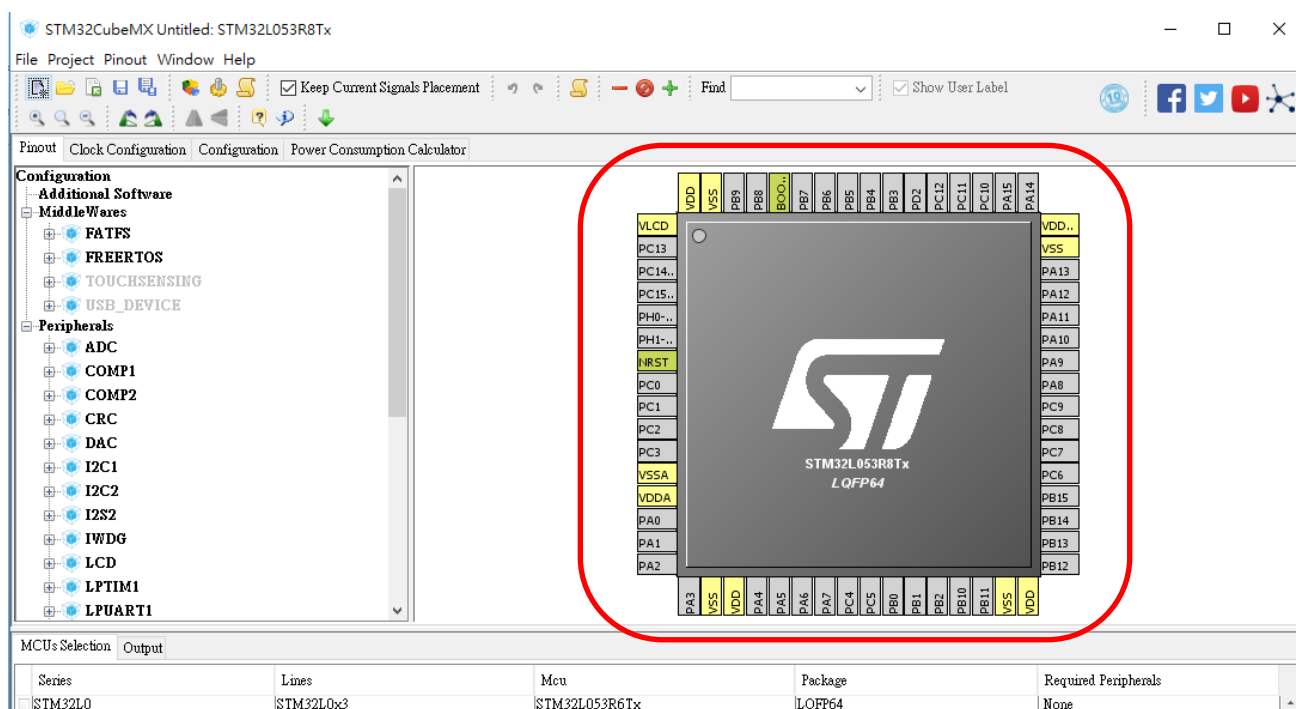 STM32CubeMX Untitled: STM32L053R8Tx
File Project Pinout Window Help
Keep Current Signals Placement Find Show User Label
Pinout Clock Configuration Configuration Power Consumption Calculator
Configuration
Additional Software
MiddleWares
FATFS
FREERTOS
TOUCHSENSING
USB_DEVICE
Peripherals
ADC
COMP1
COMP2
CRC
DAC
I2C1
I2C2
I2S2
IWDG
LCD
LPTIM1
LPUART1
VDD VSS PB9 PB8 BOO.. PB7 PB6 PB5 PB4 PB3 PD2 PC12 PC11 PC10 PA15 PA14
VLCD
PC13
PC14..
PC15..
PH0-..
PH1-..
NRST
PC0
PC1
PC2
PC3
VSSA
VDDA
PA0
PA1
PA2
ST
STM32L053R8Tx
LQFP64
VDD..
VSS
PA13
PA12
PA11
PA10
PA9
PA8
PC9
PC8
PC7
PC6
PB15
PB14
PB13
PB12
PA3 VSS VDD PA4 PA5 PA6 PA7 PC4 PC5 PB0 PB1 PB2 PB10 PB11 VSS VDD
MCUs Selection Output
Series Lines Mcu Package Required Peripherals
STM32L0 STM32L0x3 STM32L053R6Tx LQFP64 None